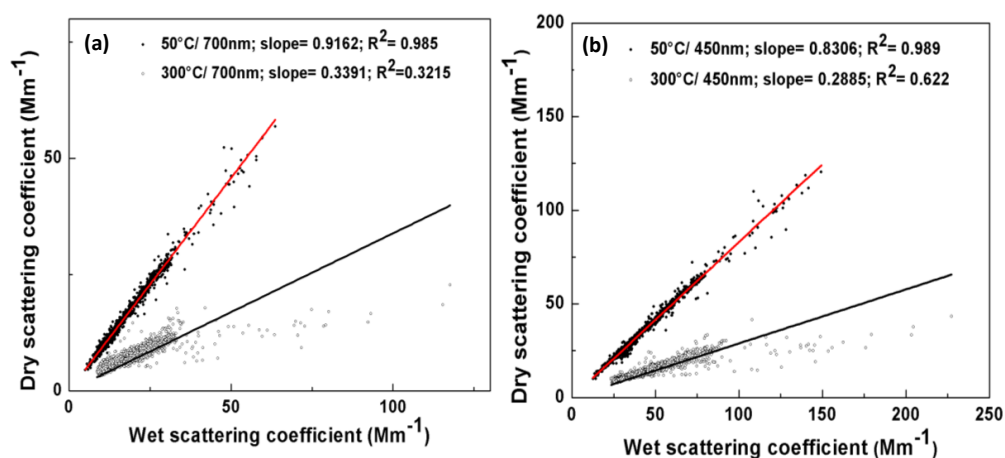 (a)
50°C/ 700nm; slope= 0.9162; R² = 0.985
300°C/ 700nm; slope= 0.3391; R²=0.3215
Dry scattering coefficient (Mm⁻¹)
50
0
0 50 100
Wet scattering coefficient (Mm⁻¹)
(b)
50°C/ 450nm; slope= 0.8306; R² = 0.989
300°C/ 450nm; slope= 0.2885; R²= 0.622
Dry scattering coefficient (Mm⁻¹)
200
150
100
50
0
0 50 100 150 200 250
Wet scattering coefficient (Mm⁻¹)